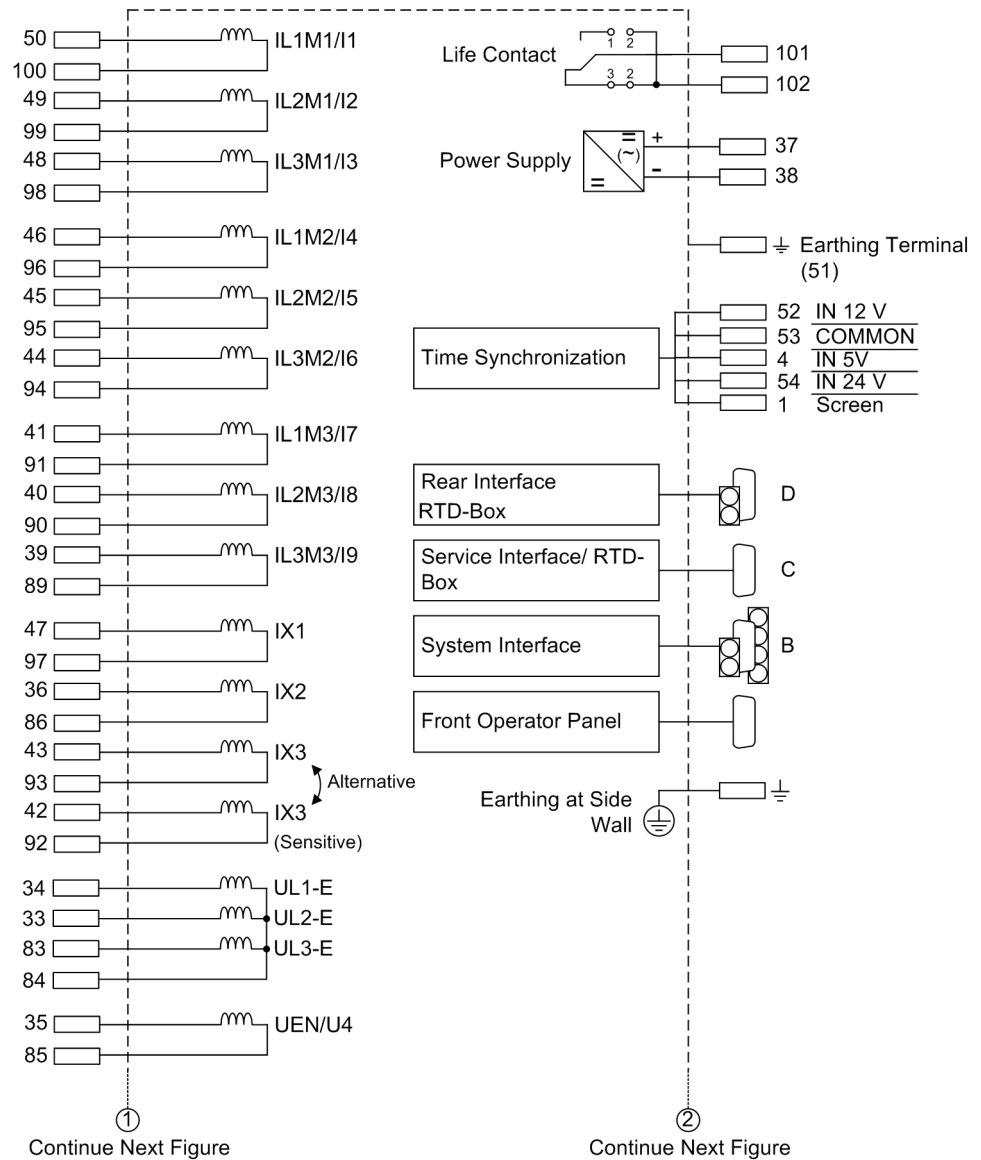 50 IL1M1/I1
100
49 IL2M1/I2
99
48 IL3M1/I3
98
46 IL1M2/I4
96
45 IL2M2/I5
95
44 IL3M2/I6
94
41 IL1M3/I7
91
40 IL2M3/I8
90
39 IL3M3/I9
89
47 IX1
97
36 IX2
86
43 IX3
93
Alternative
42 IX3
92 (Sensitive)
34 UL1-E
33 UL2-E
83 UL3-E
84
35 UEN/U4
85
1
Continue Next Figure
Life Contact
1 2
3 2
101
102
Power Supply
=
(~)
=
+
-
37
38
Earthing Terminal
(51)
Time Synchronization
52 IN 12 V
53 COMMON
4 IN 5V
54 IN 24 V
1 Screen
Rear Interface
RTD-Box
D
Service Interface/ RTD-
Box
C
System Interface
B
Front Operator Panel
Earthing at Side
Wall
2
Continue Next Figure